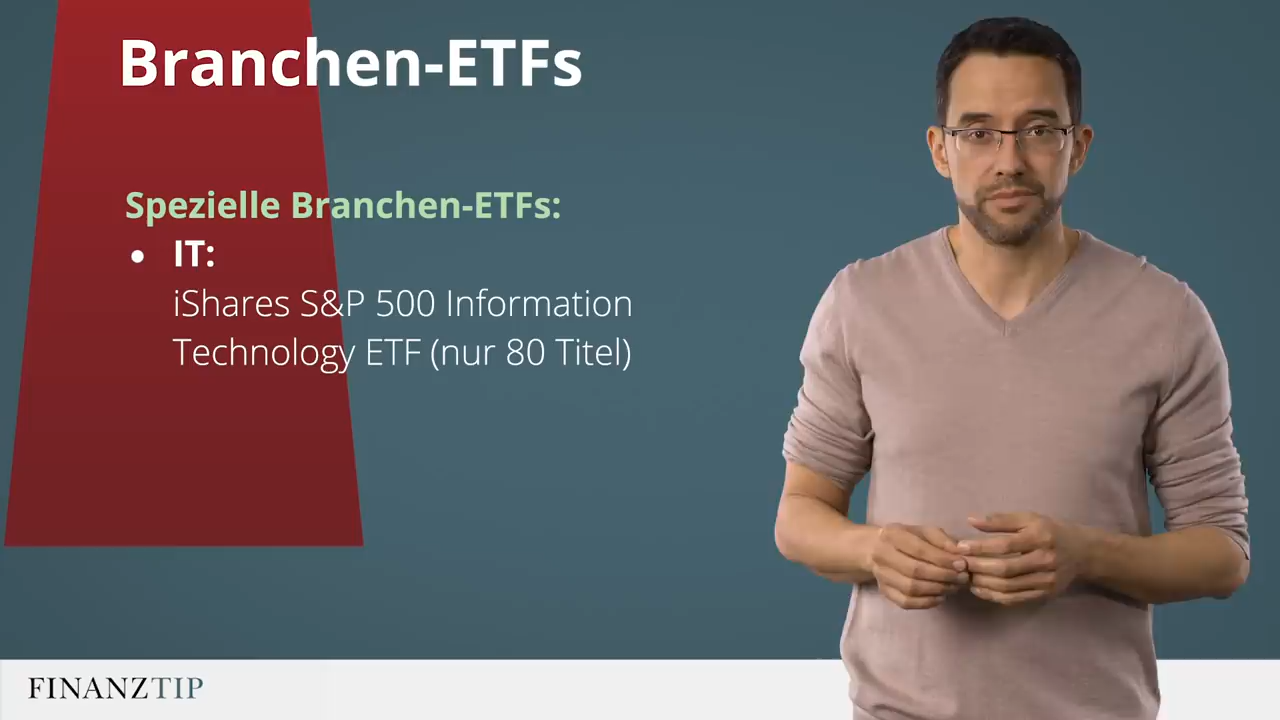 Branchen-ETFs
Spezielle Branchen-ETFs:
• IT:
iShares S&P 500 Information
Technology ETF (nur 80 Titel)
FINANZTIP